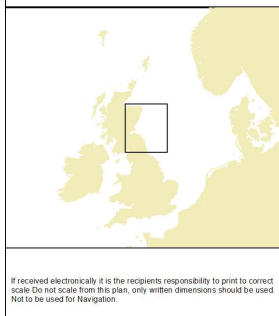 If received electronically it is the recipients responsibility to print to correct
scale Do not scale from this plan, only written dimensions should be used.
Not to be used for Navigation.